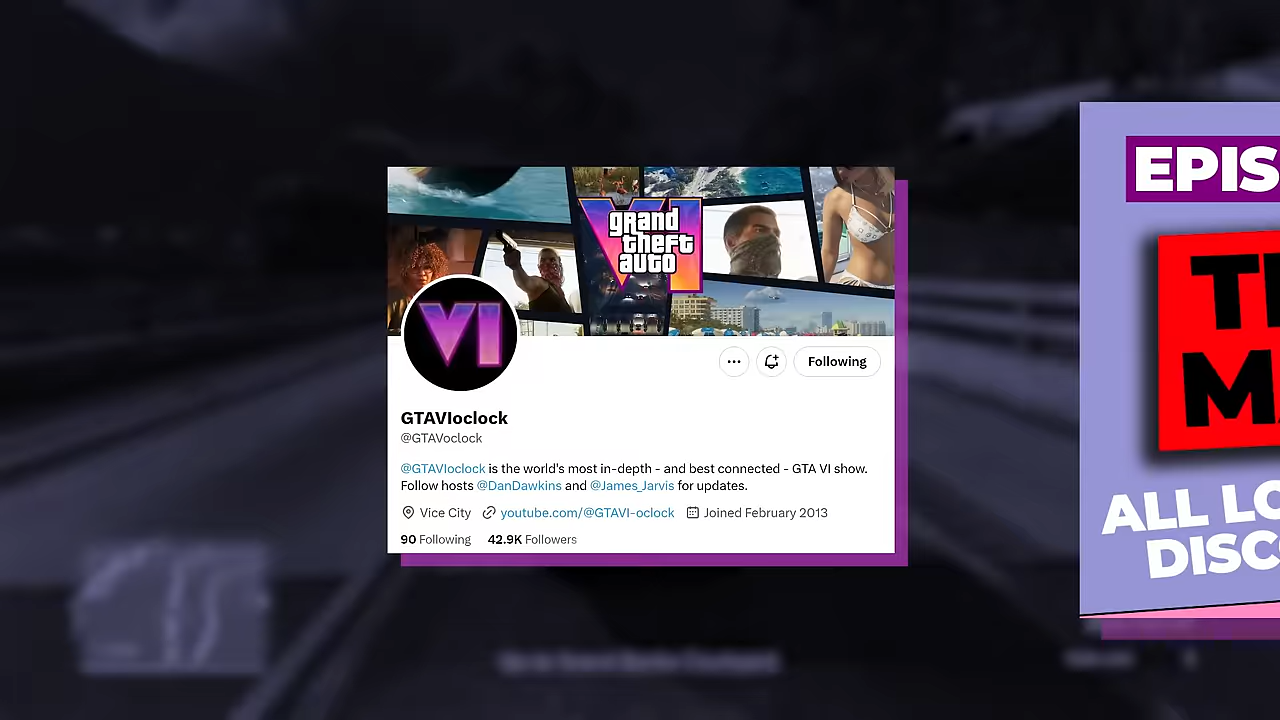 grand
theft
auto
VI
Following
GTAVIoclock
@GTAVoclock
@GTAVIoclock is the world's most in-depth - and best connected - GTA VI show.
Follow hosts @DanDawkins and @James_Jarvis for updates.
Vice City youtube.com/@GTAVI-oclock Joined February 2013
90 Following 42.9K Followers
EPIS
ALL LO
DISC